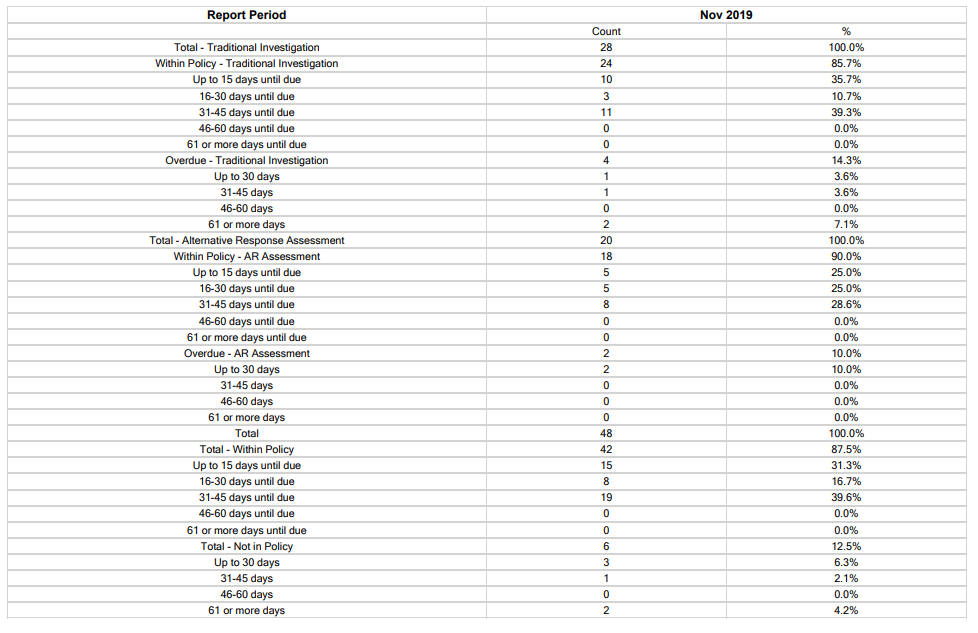 Report Period Nov 2019
Count %
Total - Traditional Investigation 28 100.0%
Within Policy - Traditional Investigation 24 85.7%
Up to 15 days until due 10 35.7%
16-30 days until due 3 10.7%
31-45 days until due 11 39.3%
46-60 days until due 0 0.0%
61 or more days until due 0 0.0%
Overdue - Traditional Investigation 4 14.3%
Up to 30 days 1 3.6%
31-45 days 1 3.6%
46-60 days 0 0.0%
61 or more days 2 7.1%
Total - Alternative Response Assessment 20 100.0%
Within Policy - AR Assessment 18 90.0%
Up to 15 days until due 5 25.0%
16-30 days until due 5 25.0%
31-45 days until due 8 28.6%
46-60 days until due 0 0.0%
61 or more days until due 0 0.0%
Overdue - AR Assessment 2 10.0%
Up to 30 days 2 10.0%
31-45 days 0 0.0%
46-60 days 0 0.0%
61 or more days 0 0.0%
Total 48 100.0%
Total - Within Policy 42 87.5%
Up to 15 days until due 15 31.3%
16-30 days until due 8 16.7%
31-45 days until due 19 39.6%
46-60 days until due 0 0.0%
61 or more days until due 0 0.0%
Total - Not in Policy 6 12.5%
Up to 30 days 3 6.3%
31-45 days 1 2.1%
46-60 days 0 0.0%
61 or more days 2 4.2%